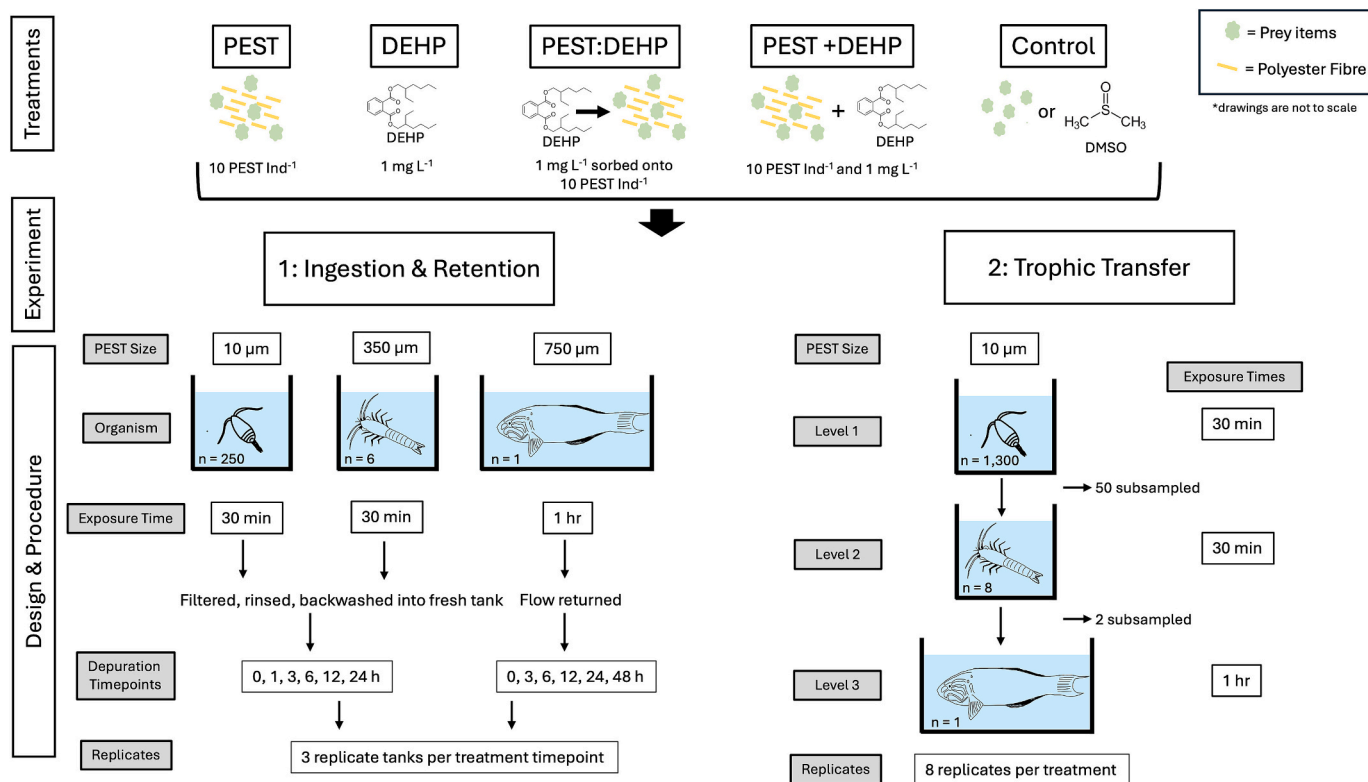 Treatments
PEST
DEHP
PEST:DEHP
PEST +DEHP
Control
= Prey items
= Polyester Fibre
*drawings are not to scale
DEHP
DEHP
+
DEHP
or
O
S
H₃C
CH₃
DMSO
10 PEST Ind⁻¹
1 mg L⁻¹
1 mg L⁻¹ sorbed onto
10 PEST Ind⁻¹
10 PEST Ind⁻¹ and 1 mg L⁻¹
Experiment
1: Ingestion & Retention
2: Trophic Transfer
Design & Procedure
PEST Size
10 µm
350 µm
750 µm
Organism
n = 250
n = 6
n = 1
Exposure Time
30 min
30 min
1 hr
Filtered, rinsed, backwashed into fresh tank
Flow returned
Depuration
Timepoints
0, 1, 3, 6, 12, 24 h
0, 3, 6, 12, 24, 48 h
Replicates
3 replicate tanks per treatment timepoint
PEST Size
10 µm
Exposure Times
Level 1
n = 1,300
30 min
50 subsampled
Level 2
n = 8
30 min
2 subsampled
Level 3
n = 1
1 hr
Replicates
8 replicates per treatment